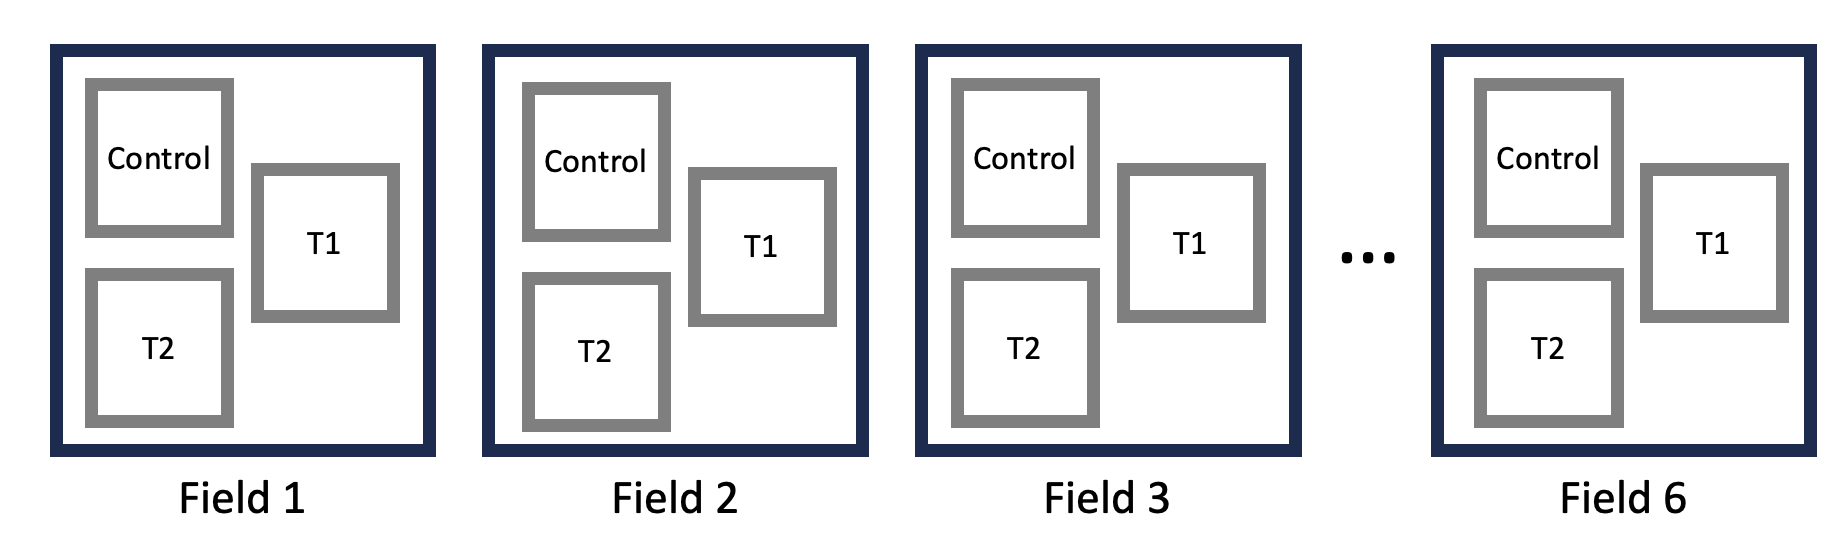 Control
T1
T2
Field 1
Control
T1
T2
Field 2
Control
T1
T2
Field 3
...
Control
T1
T2
Field 6